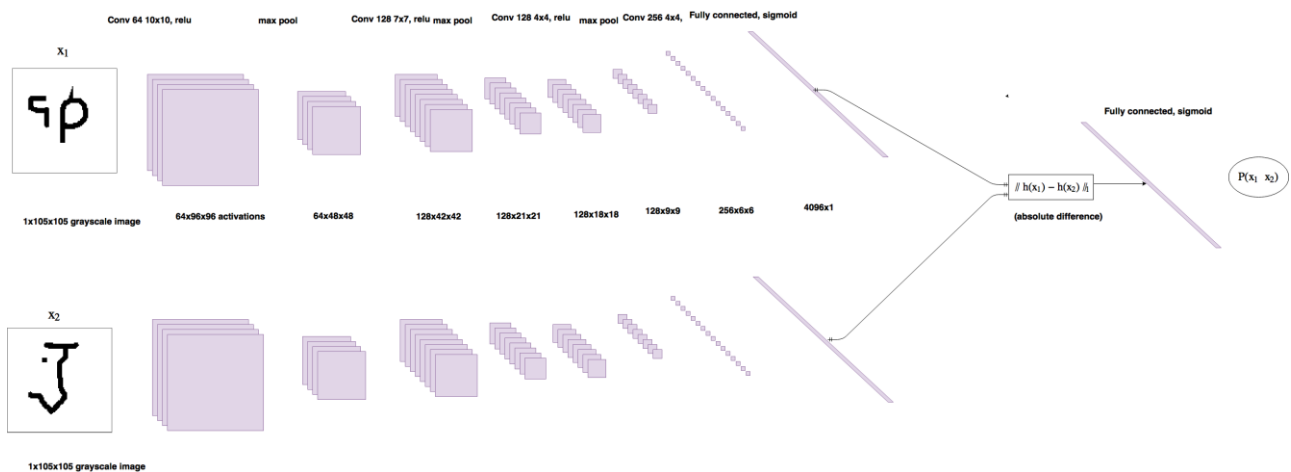 Conv 64 10x10, relu
max pool
Conv 128 7x7, relu
max pool
Conv 128 4x4, relu
max pool
Conv 256 4x4,
Fully connected, sigmoid
x₁
Fully connected, sigmoid
// h(x₁) − h(x₂) //₁
P(x₁ x₂)
(absolute difference)
1x105x105 grayscale image
64x96x96 activations
64x48x48
128x42x42
128x21x21
128x18x18
128x9x9
256x6x6
4096x1
x₂
1x105x105 grayscale image